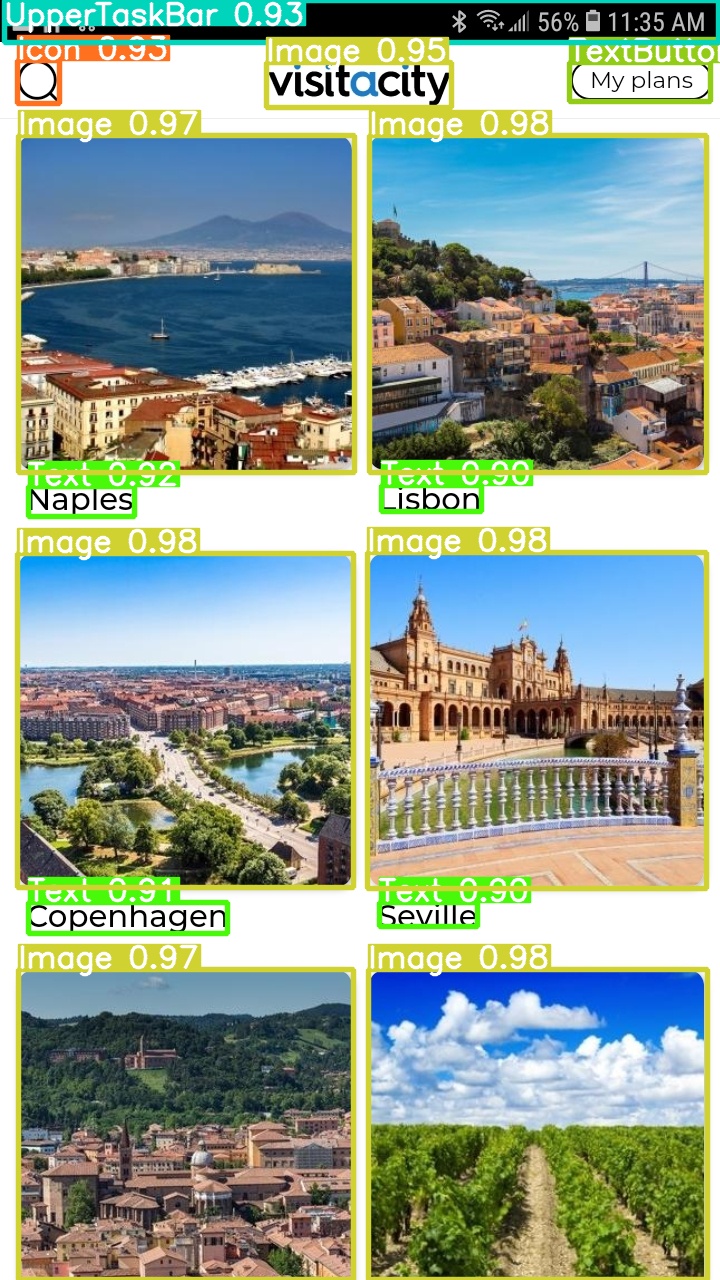 UpperTaskBar 0.93
56% 11:35 AM
Icon 0.93
Image 0.95
TextButto
visitacity
My plans
Image 0.97
Image 0.98
Text 0.92
Text 0.90
Naples
Lisbon
Image 0.98
Image 0.98
Text 0.91
Text 0.90
Copenhagen
Seville
Image 0.97
Image 0.98